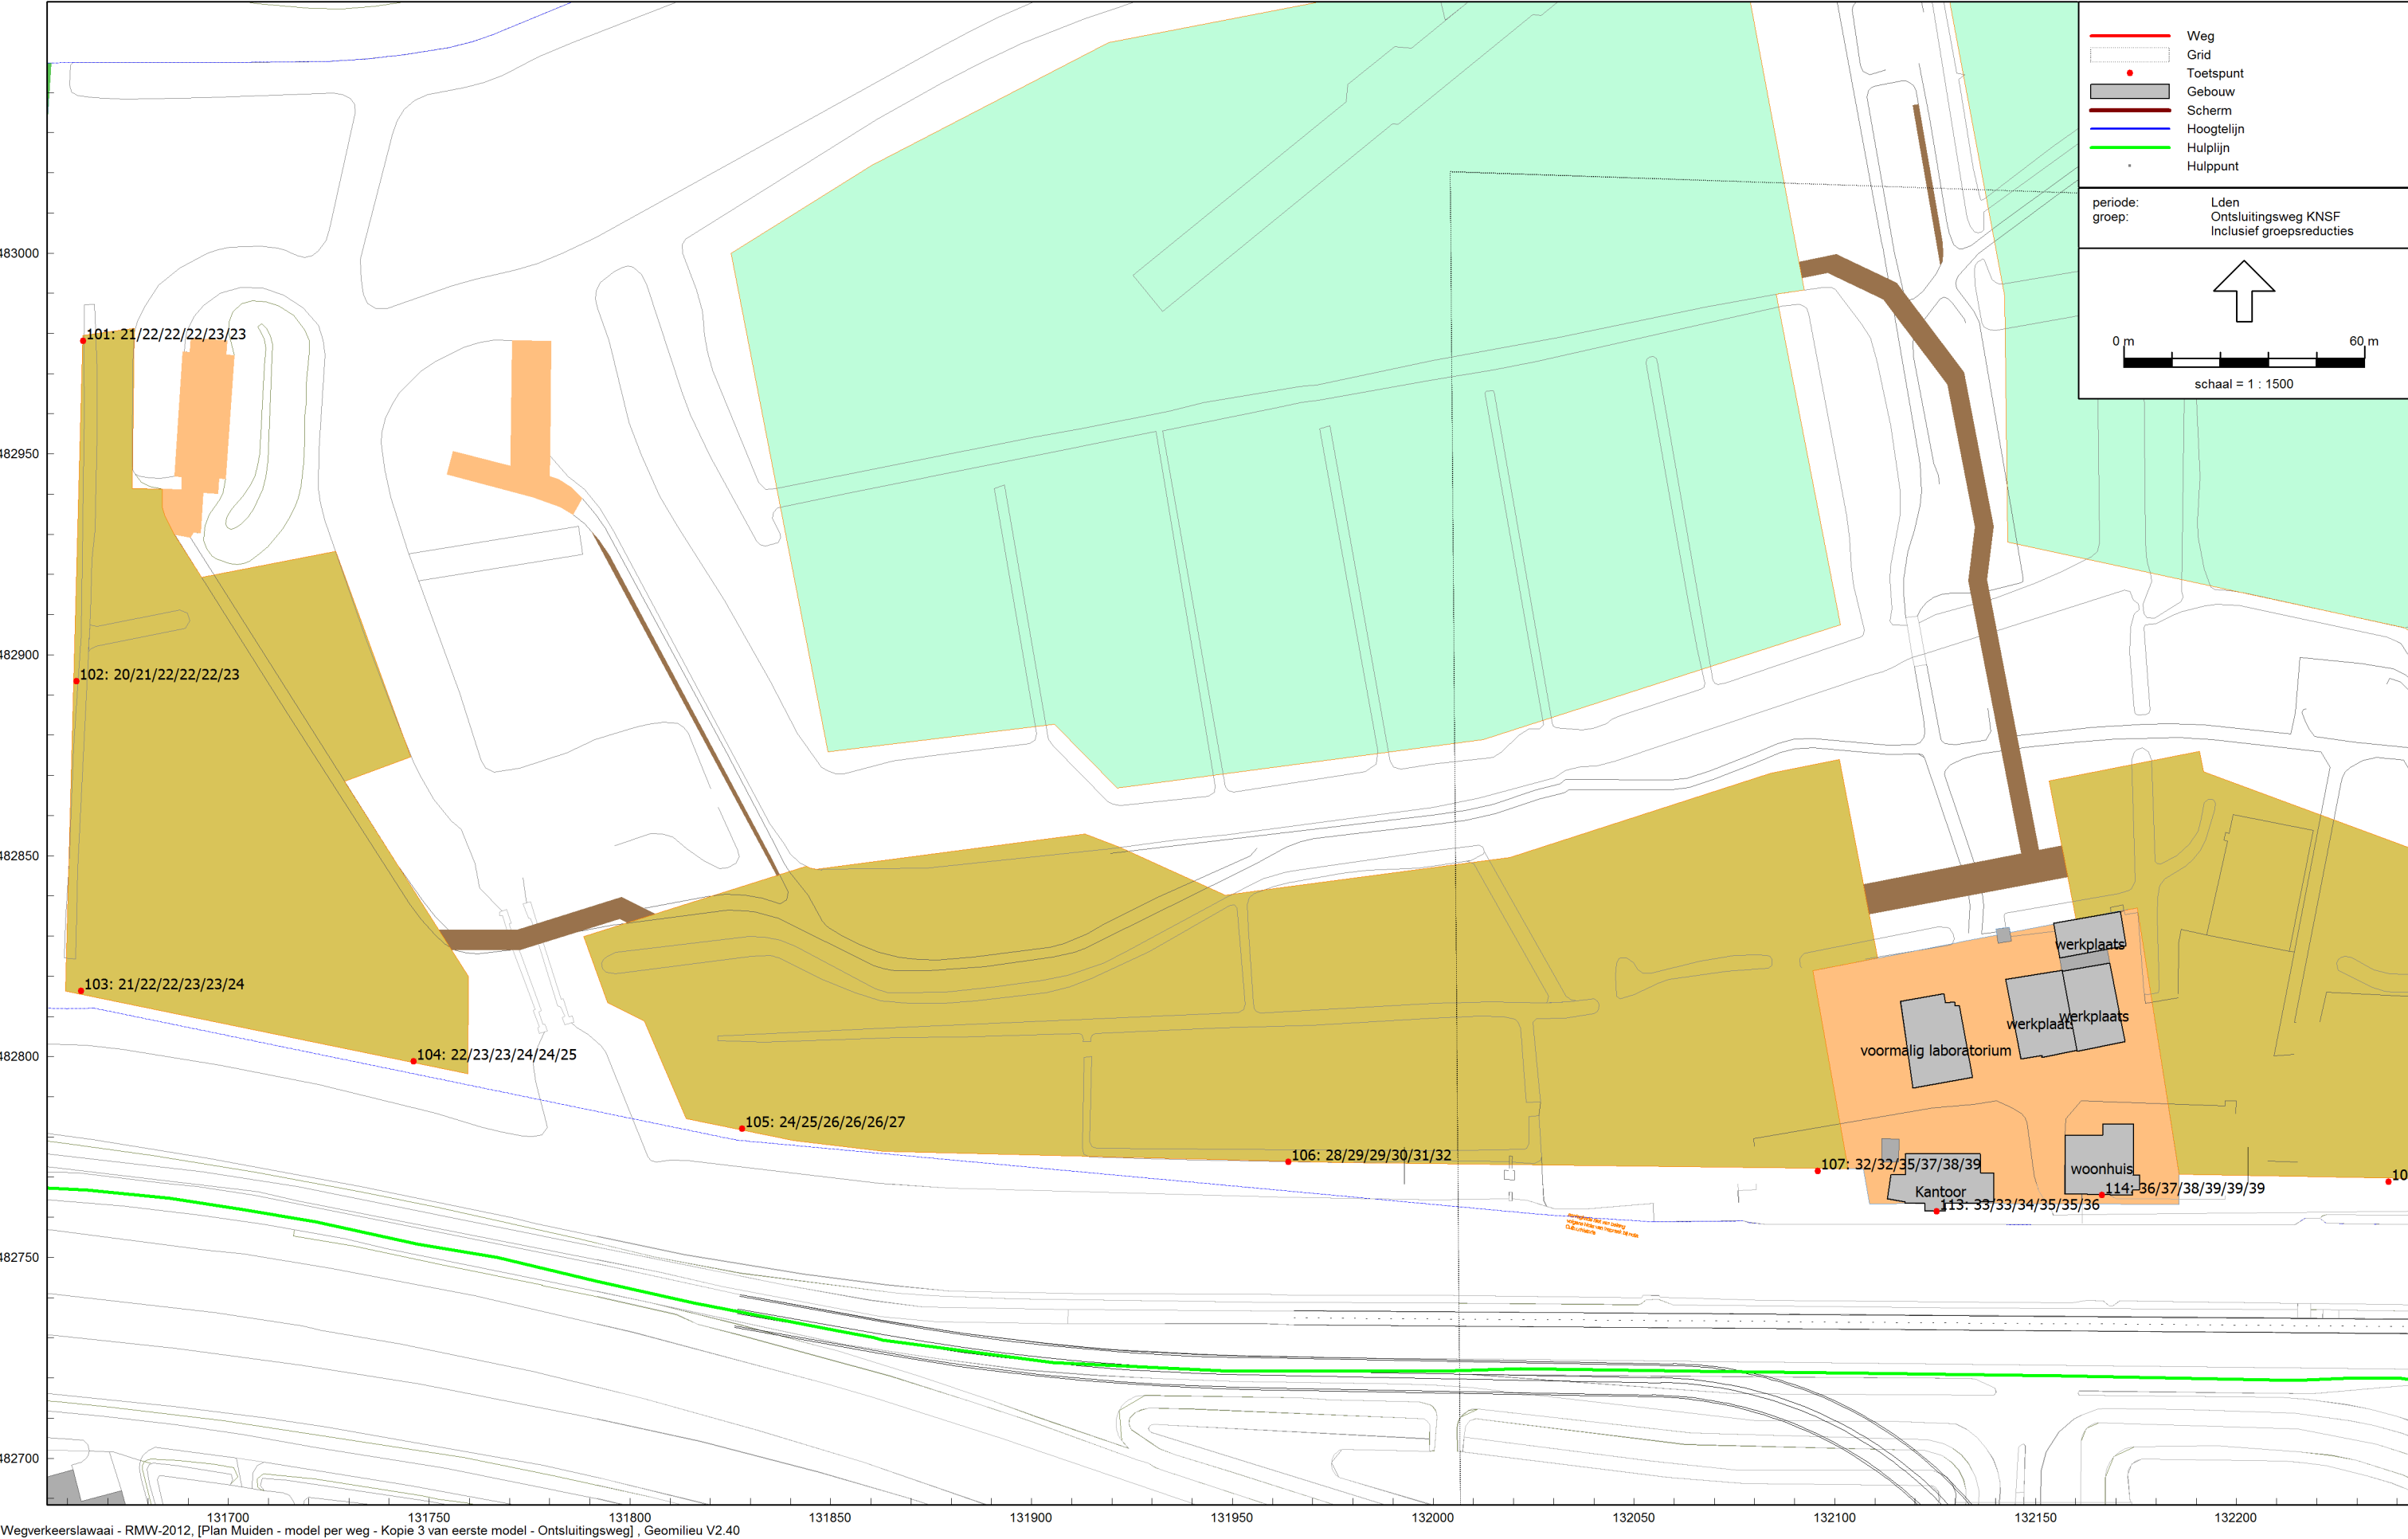 Weg
Grid
Toetspunt
Gebouw
Scherm
Hoogtelijn
Hulplijn
Hulppunt
periode: Lden
groep: Ontsluitingsweg KNSF
Inclusief groepsreducties
0 m 60 m
schaal = 1 : 1500
483000
482950
482900
482850
482800
482750
482700
101: 21/22/22/22/23/23
102: 20/21/22/22/22/23
103: 21/22/22/23/23/24
104: 22/23/23/24/24/25
105: 24/25/26/26/26/27
106: 28/29/29/30/31/32
107: 32/32/35/37/38/39
10
werkplaats
werkplaats
werkplaats
voormalig laboratorium
woonhuis
Kantoor
114: 36/37/38/39/39/39
113: 33/33/34/35/35/36
131700 131750 131800 131850 131900 131950 132000 132050 132100 132150 132200
Wegverkeerslawaai - RMW-2012, [Plan Muiden - model per weg - Kopie 3 van eerste model - Ontsluitingsweg] , Geomilieu V2.40